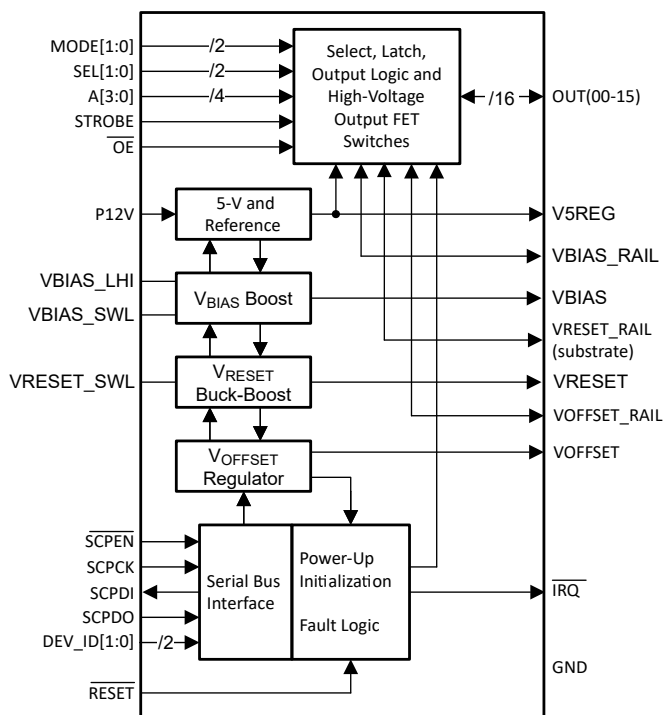 MODE[1:0]
/2
SEL[1:0]
/2
A[3:0]
/4
STROBE
OE
Select, Latch,
Output Logic and
High-Voltage
Output FET
Switches
/16
OUT(00-15)
P12V
5-V and
Reference
V5REG
VBIAS_RAIL
VBIAS_LHI
VBIAS_SWL
VBIAS Boost
VBIAS
VRESET_RAIL
(substrate)
VRESET_SWL
VRESET
Buck-Boost
VRESET
VOFFSET_RAIL
VOFFSET
Regulator
VOFFSET
SCPEN
SCPCK
SCPDI
SCPDO
DEV_ID[1:0]
/2
Serial Bus
Interface
Power-Up
Initialization
Fault Logic
IRQ
GND
RESET